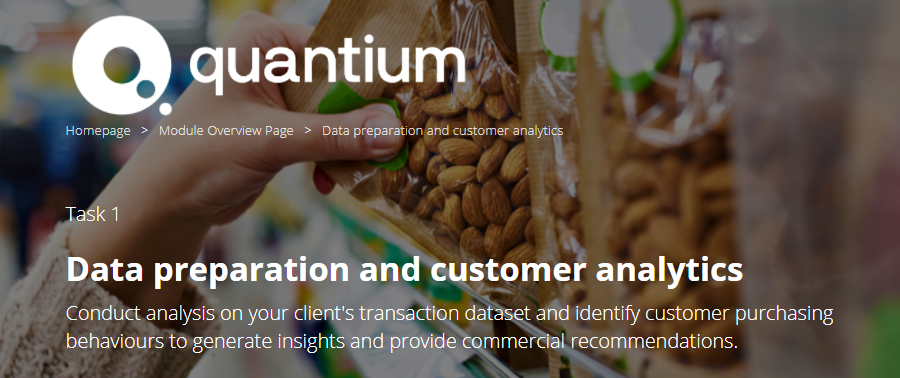 quantium
Homepage > Module Overview Page > Data preparation and customer analytics
Task 1
Data preparation and customer analytics
Conduct analysis on your client's transaction dataset and identify customer purchasing
behaviours to generate insights and provide commercial recommendations.